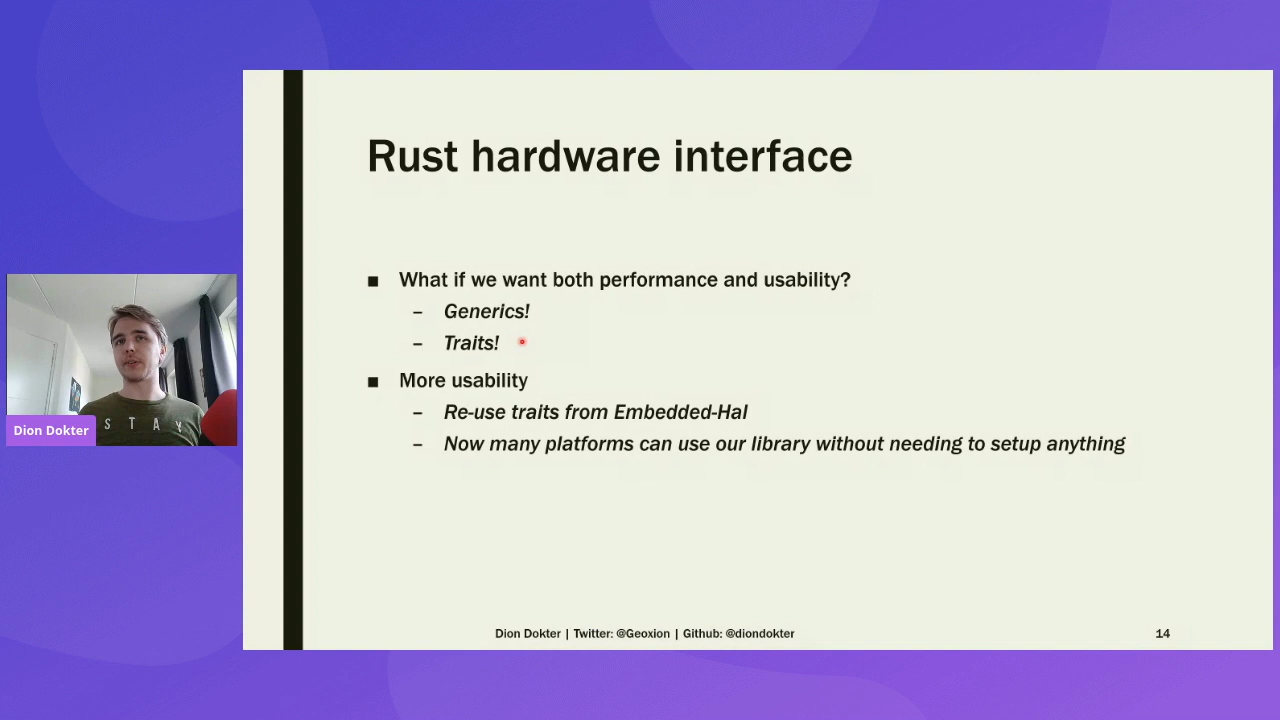 Rust hardware interface
■ What if we want both performance and usability?
– Generics!
– Traits!
■ More usability
– Re-use traits from Embedded-Hal
– Now many platforms can use our library without needing to setup anything
Dion Dokter
S T A Y
Dion Dokter | Twitter: @Geoxion | Github: @diondokter
14